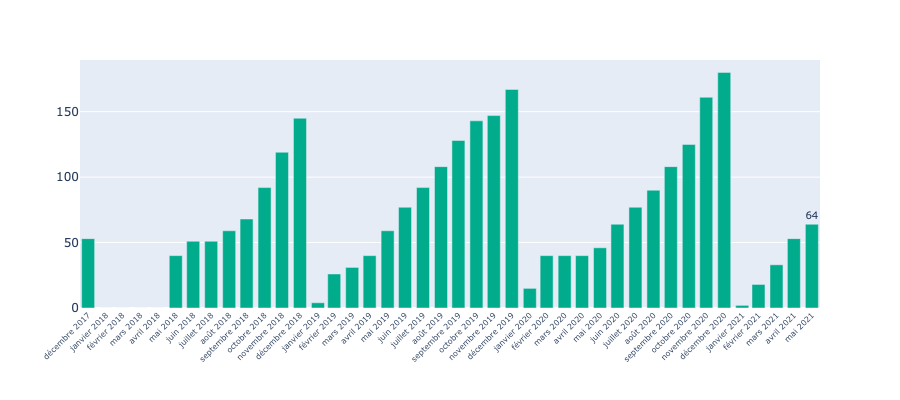 150
100
50
0
64
décembre 2017
janvier 2018
février 2018
mars 2018
avril 2018
mai 2018
juin 2018
juillet 2018
août 2018
septembre 2018
octobre 2018
novembre 2018
décembre 2018
janvier 2019
février 2019
mars 2019
avril 2019
mai 2019
juin 2019
juillet 2019
août 2019
septembre 2019
octobre 2019
novembre 2019
décembre 2019
janvier 2020
février 2020
mars 2020
avril 2020
mai 2020
juin 2020
juillet 2020
août 2020
septembre 2020
octobre 2020
novembre 2020
décembre 2020
janvier 2021
février 2021
mars 2021
avril 2021
mai 2021